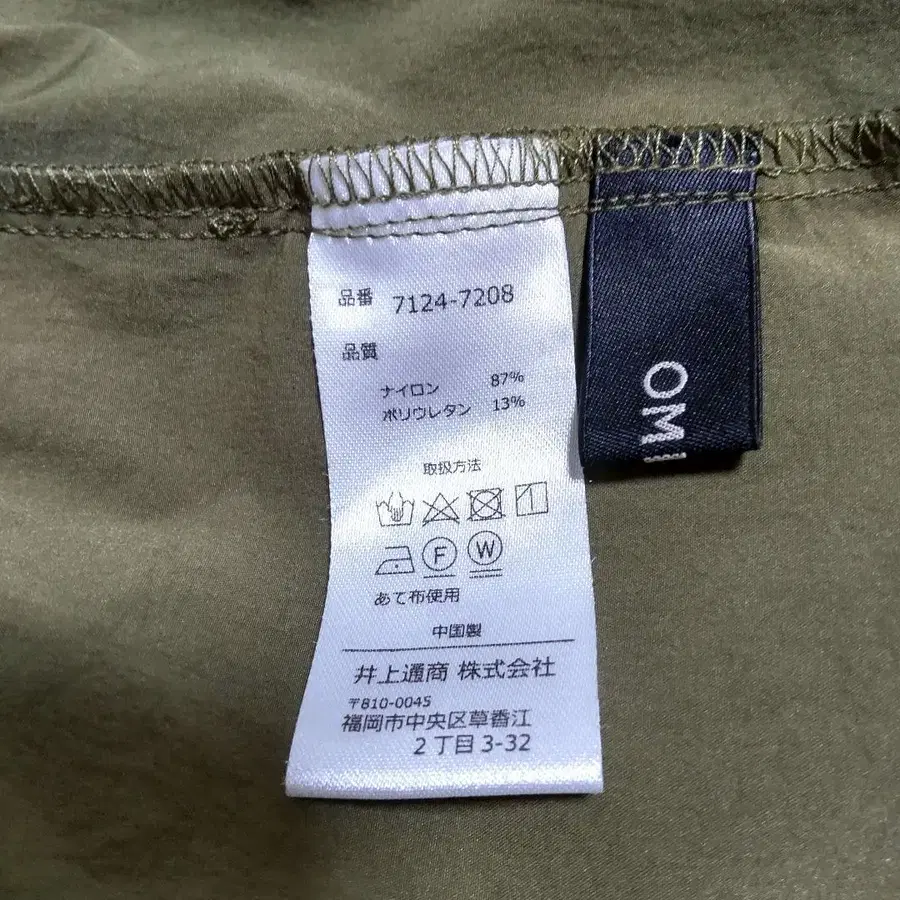 品番 7124-7208
品質
ナイロン 87%
ポリウレタン 13%
取扱方法
F W
あて布使用
中国製
井上通商 株式会社
〒810-0045
福岡市中央区草香江
2丁目3-32
OM